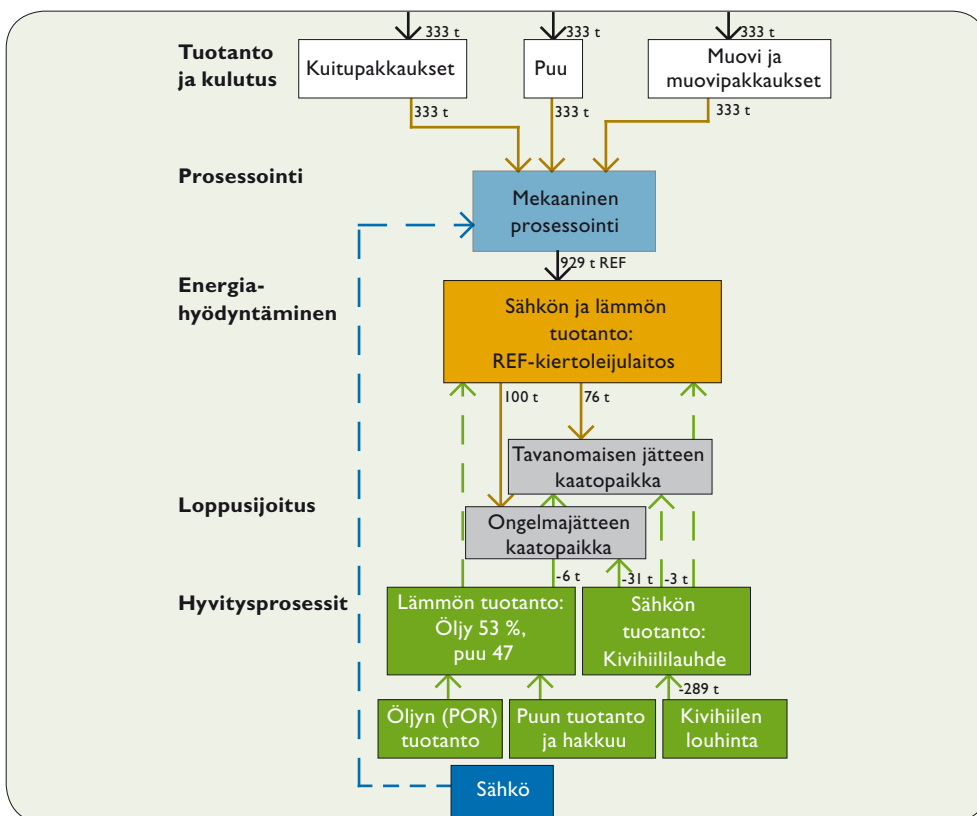 333 t
333 t
333 t
Tuotanto
ja kulutus
Kuitupakkaukset
Puu
Muovi ja
muovipakkaukset
333 t
333 t
333 t
Prosessointi
Mekaaninen
prosessointi
929 t REF
Energia-
hyödyntäminen
Sähkön ja lämmön
tuotanto:
REF-kiertoleijulaitos
100 t
76 t
Tavanomaisen jätteen
kaatopaikka
Loppusijoitus
Ongelmajätteen
kaatopaikka
-6 t
-31 t
-3 t
Hyvitysprosessit
Lämmön tuotanto:
Öljy 53 %,
puu 47
Sähkön
tuotanto:
Kivihiililauhde
-289 t
Öljyn (POR)
tuotanto
Puun tuotanto
ja hakkuu
Kivihiilen
louhinta
Sähkö